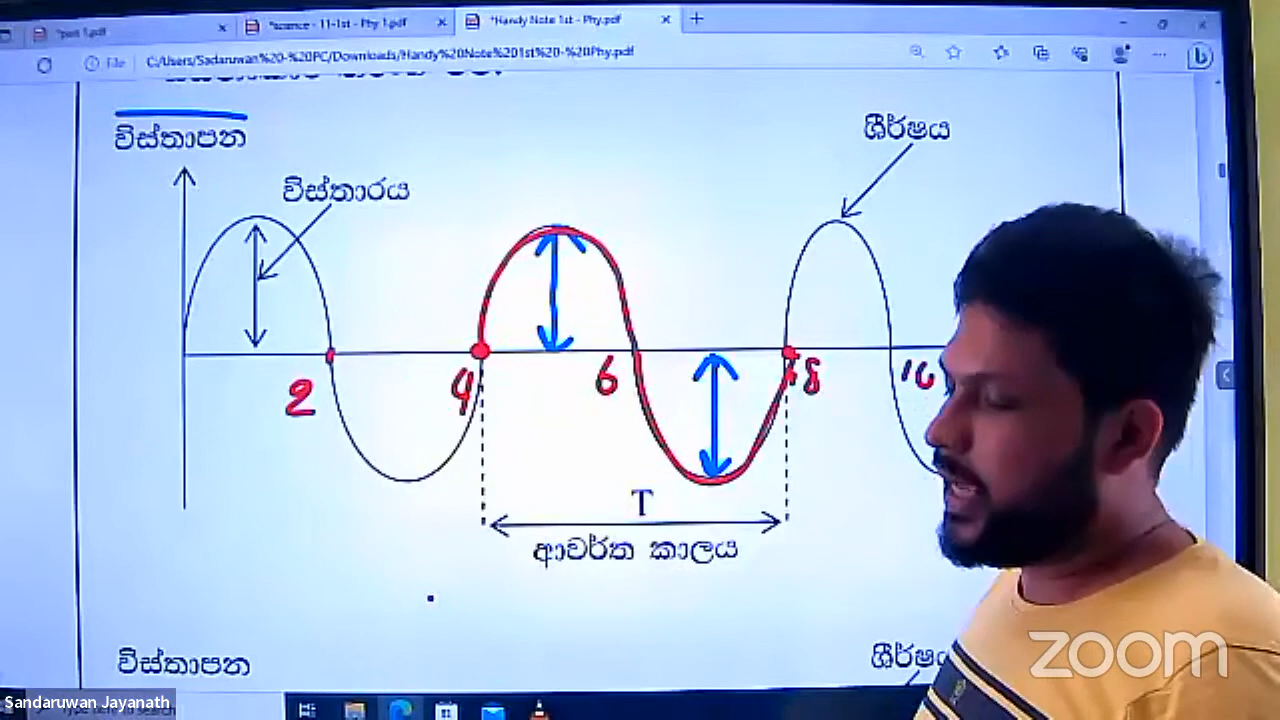 *part 1.pdf
*science - 11-1st - Phy 1.pdf
*Handy Note 1st - Phy.pdf
File
C:/Users/Sadaruwan%20-%20PC/Downloads/Handy%20Note%201st%20-%20Phy.pdf
විස්තාපන
ශීර්ෂය
විස්තාරය
2
4
6
8
10
T
ආවර්ත කාලය
විස්තාපන
zoom
Sandaruwan Jayanath